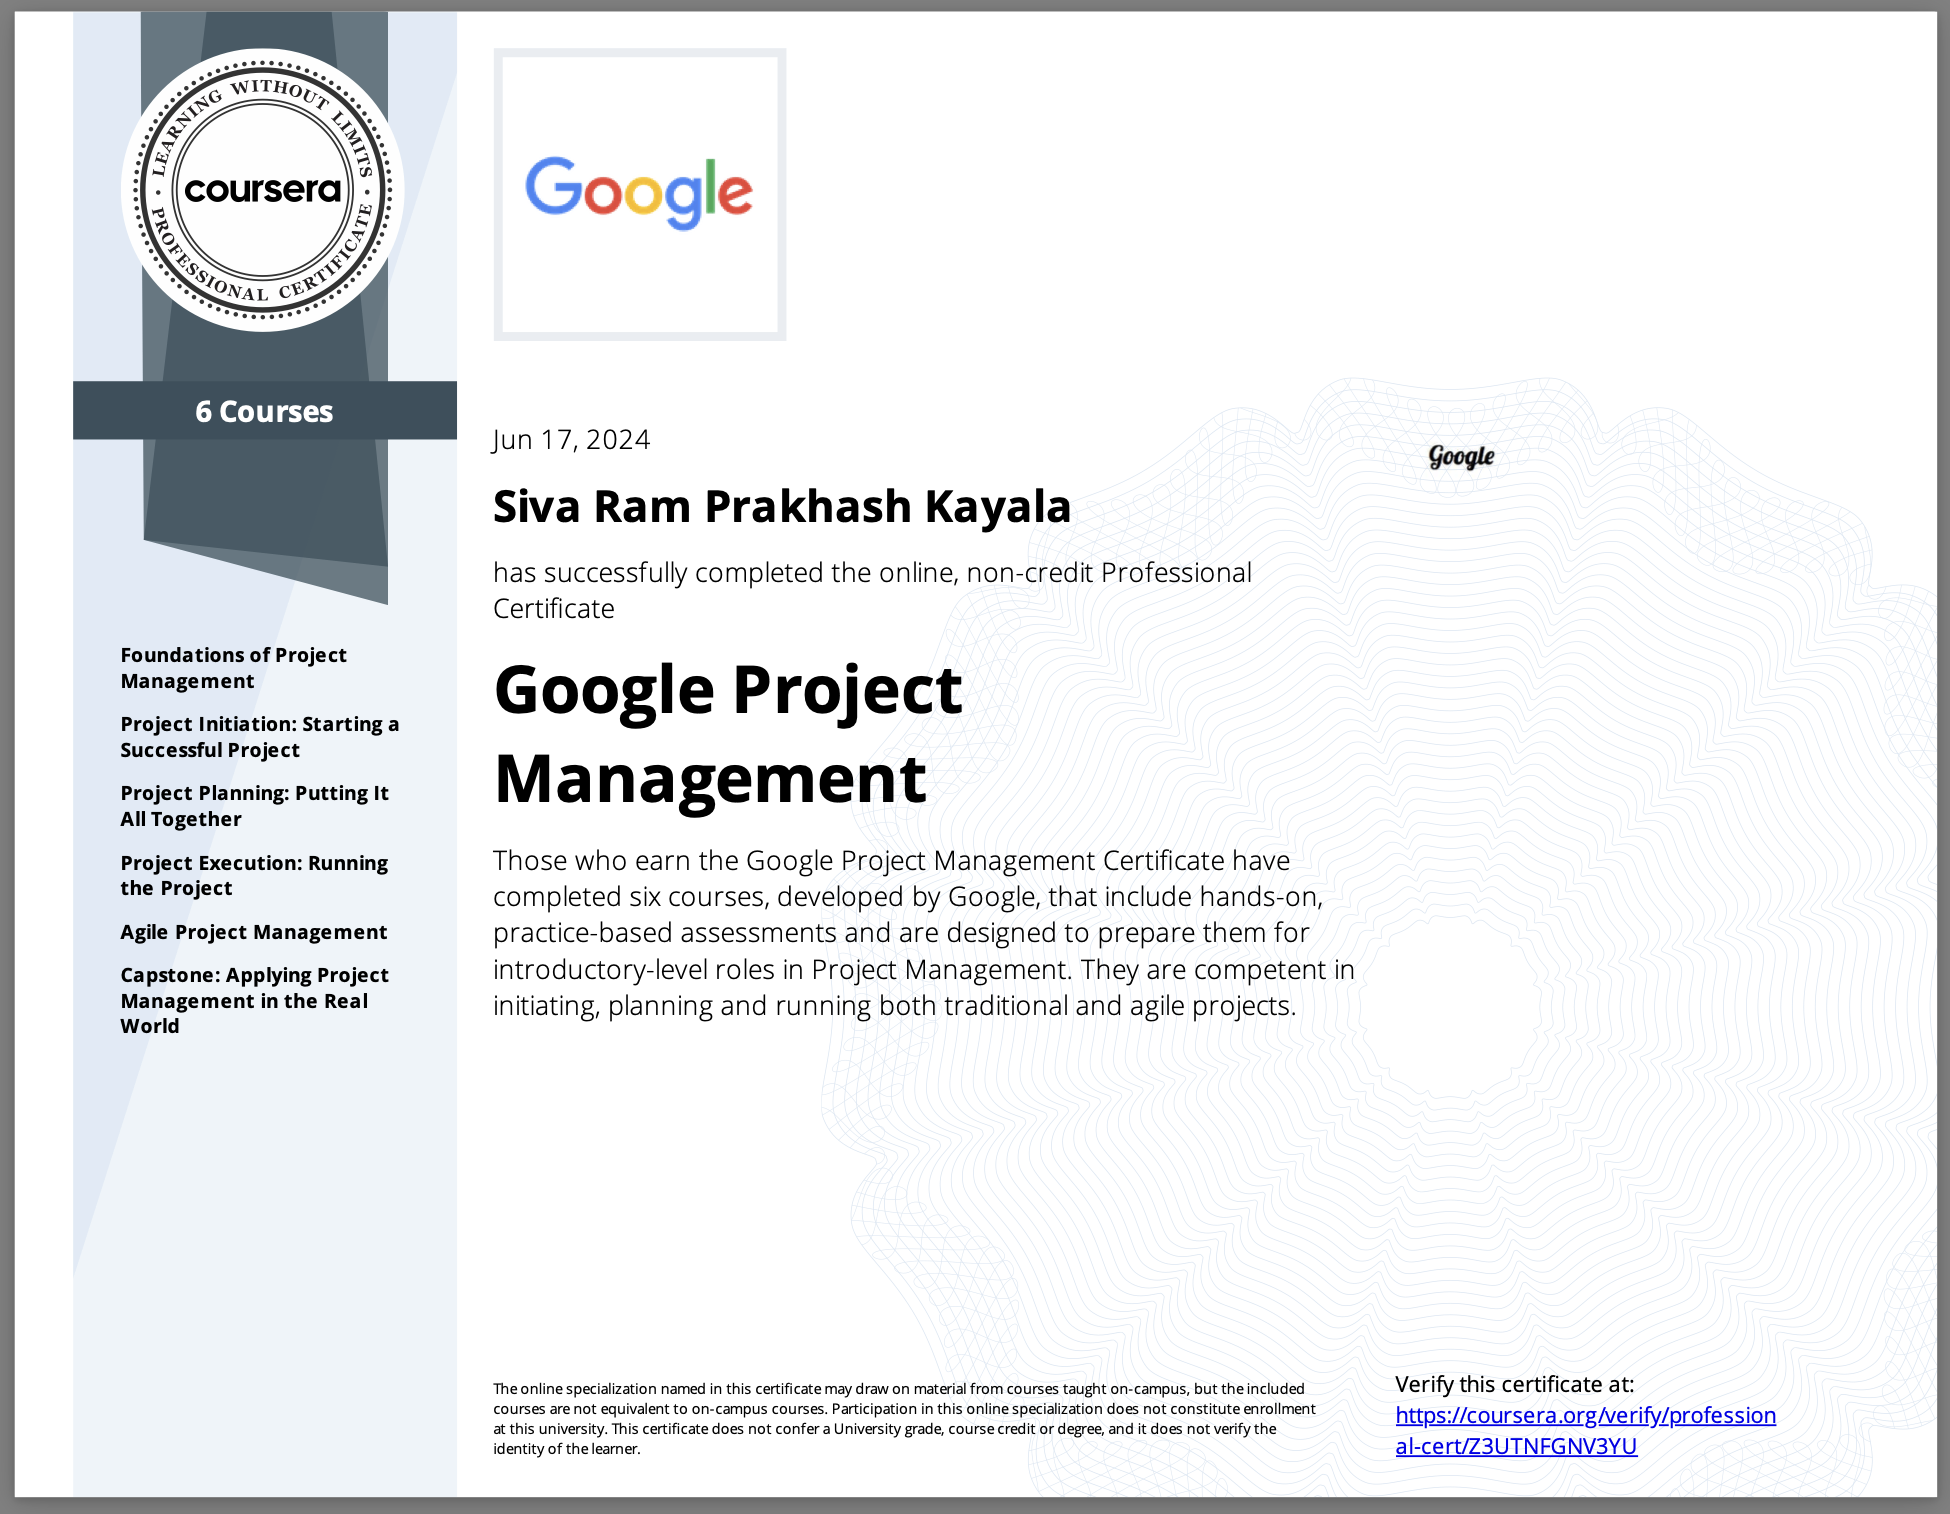 LEARNING WITHOUT LIMITS
coursera
PROFESSIONAL CERTIFICATE
6 Courses
Foundations of Project
Management
Project Initiation: Starting a
Successful Project
Project Planning: Putting It
All Together
Project Execution: Running
the Project
Agile Project Management
Capstone: Applying Project
Management in the Real
World
Google
Jun 17, 2024
Google
Siva Ram Prakhash Kayala
has successfully completed the online, non-credit Professional
Certificate
Google Project
Management
Those who earn the Google Project Management Certificate have
completed six courses, developed by Google, that include hands-on,
practice-based assessments and are designed to prepare them for
introductory-level roles in Project Management. They are competent in
initiating, planning and running both traditional and agile projects.
The online specialization named in this certificate may draw on material from courses taught on-campus, but the included
courses are not equivalent to on-campus courses. Participation in this online specialization does not constitute enrollment
at this university. This certificate does not confer a University grade, course credit or degree, and it does not verify the
identity of the learner.
Verify this certificate at:
https://coursera.org/verify/profession
al-cert/Z3UTNFGNV3YU